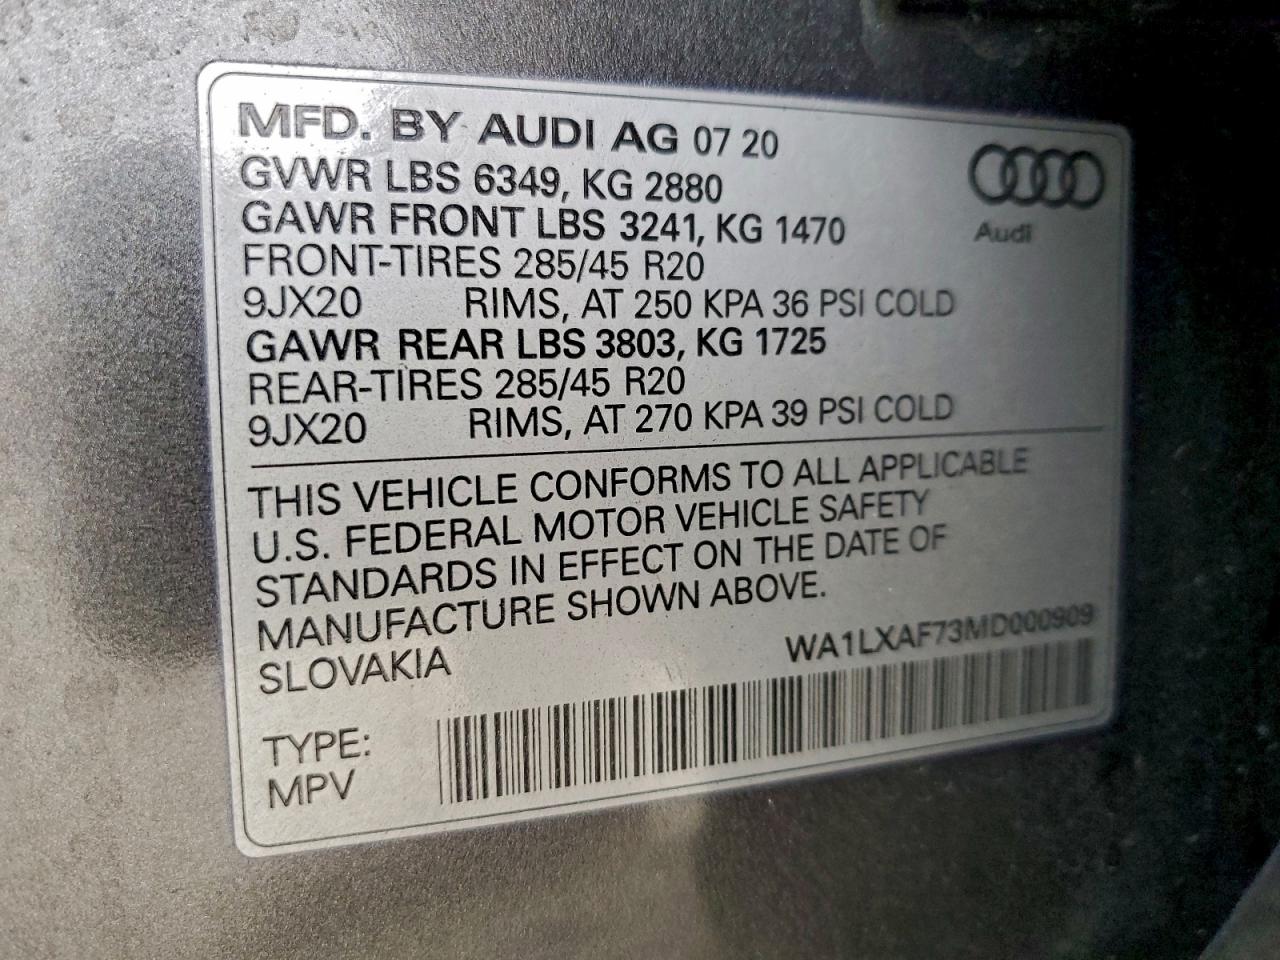 MFD. BY AUDI AG 07 20
GVWR LBS 6349, KG 2880
GAWR FRONT LBS 3241, KG 1470
FRONT-TIRES 285/45 R20
9JX20 RIMS, AT 250 KPA 36 PSI COLD
GAWR REAR LBS 3803, KG 1725
REAR-TIRES 285/45 R20
9JX20 RIMS, AT 270 KPA 39 PSI COLD
Audi
THIS VEHICLE CONFORMS TO ALL APPLICABLE
U.S. FEDERAL MOTOR VEHICLE SAFETY
STANDARDS IN EFFECT ON THE DATE OF
MANUFACTURE SHOWN ABOVE.
SLOVAKIA
WA1LXAF73MD000909
TYPE:
MPV